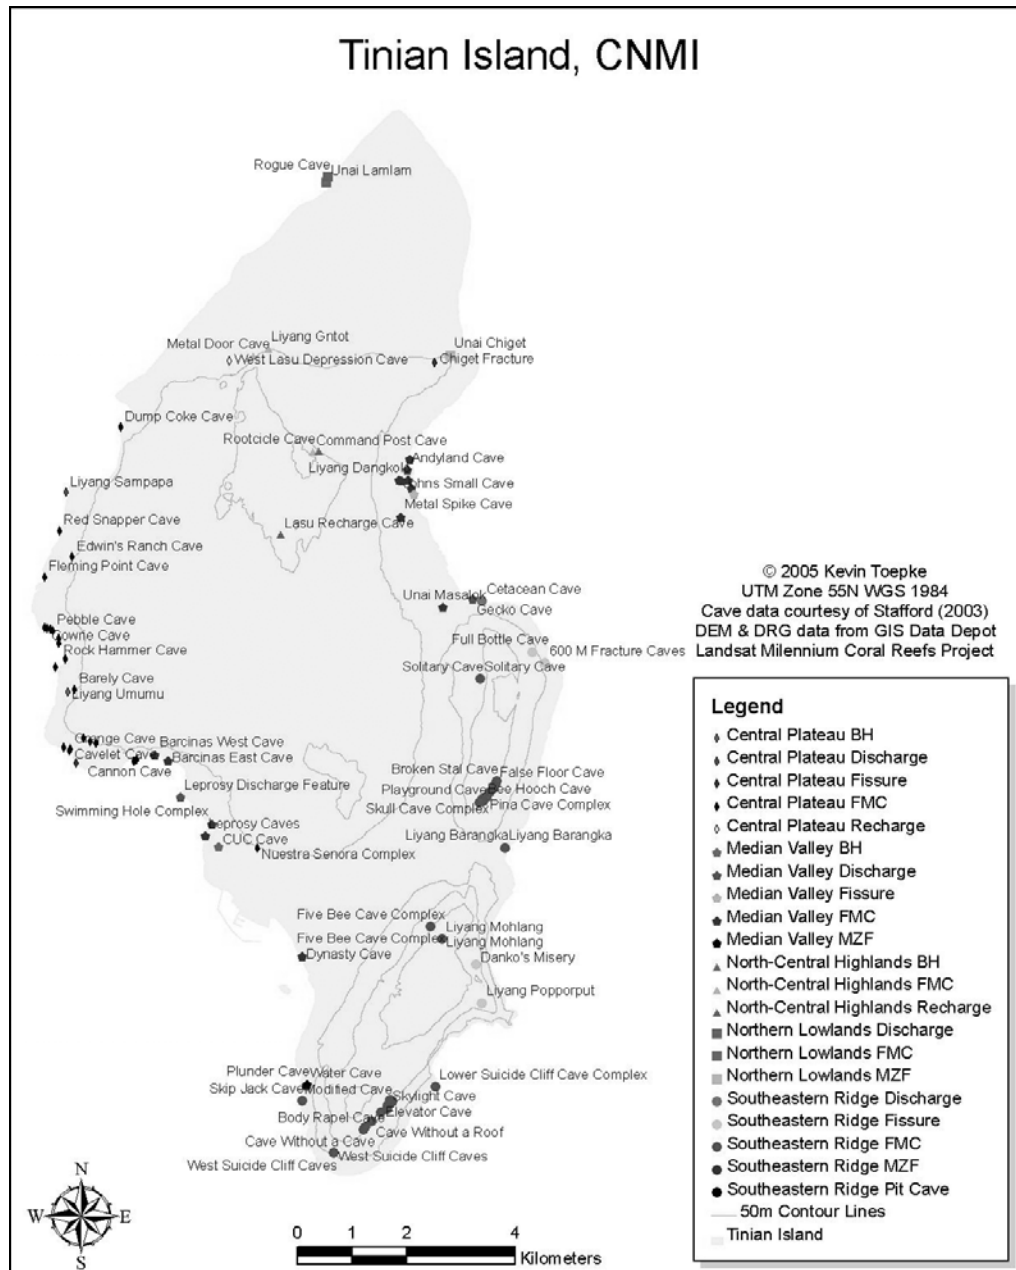 Tinian Island, CNMI
Rogue Cave
Unai Lamlam
Liyang Gntot
Metal Door Cave
Unai Chiget
West Lasu Depression Cave
Chiget Fracture
Dump Coke Cave
Rootcicle Cave
Command Post Cave
Andyland Cave
Liyang Dangkolo
Johns Small Cave
Liyang Sampapa
Metal Spike Cave
Red Snapper Cave
Lasu Recharge Cave
Edwin's Ranch Cave
Fleming Point Cave
Cetacean Cave
Unai Masalok
Gecko Cave
Pebble Cave
Cowrie Cave
Rock Hammer Cave
Full Bottle Cave
600 M Fracture Caves
Solitary Cave
Solitary Cave
Barely Cave
Liyang Umumu
Orange Cave
Barcinas West Cave
Cavelet Cave
Barcinas East Cave
Cannon Cave
Leprosy Discharge Feature
Broken Stal Cave
False Floor Cave
Playground Cave
Bee Hooch Cave
Skull Cave Complex
Pina Cave Complex
Swimming Hole Complex
Leprosy Caves
CUC Cave
Nuestra Senora Complex
Liyang Barangka
Liyang Barangka
Five Bee Cave Complex
Liyang Mohlang
Five Bee Cave Complex
Liyang Mohlang
Dynasty Cave
Danko's Misery
Liyang Popporput
Plunder Cave
Water Cave
Lower Suicide Cliff Cave Complex
Skip Jack Cave
Modified Cave
Skylight Cave
Body Rapel Cave
Elevator Cave
Cave Without a Roof
Cave Without a Cave
West Suicide Cliff Caves
West Suicide Cliff Caves
© 2005 Kevin Toepke
UTM Zone 55N WGS 1984
Cave data courtesy of Stafford (2003)
DEM & DRG data from GIS Data Depot
Landsat Milennium Coral Reefs Project
Legend
Central Plateau BH
Central Plateau Discharge
Central Plateau Fissure
Central Plateau FMC
Central Plateau Recharge
Median Valley BH
Median Valley Discharge
Median Valley Fissure
Median Valley FMC
Median Valley MZF
North-Central Highlands BH
North-Central Highlands FMC
North-Central Highlands Recharge
Northern Lowlands Discharge
Northern Lowlands FMC
Northern Lowlands MZF
Southeastern Ridge Discharge
Southeastern Ridge Fissure
Southeastern Ridge FMC
Southeastern Ridge MZF
Southeastern Ridge Pit Cave
50m Contour Lines
Tinian Island
N
W
E
S
0 1 2 4
Kilometers